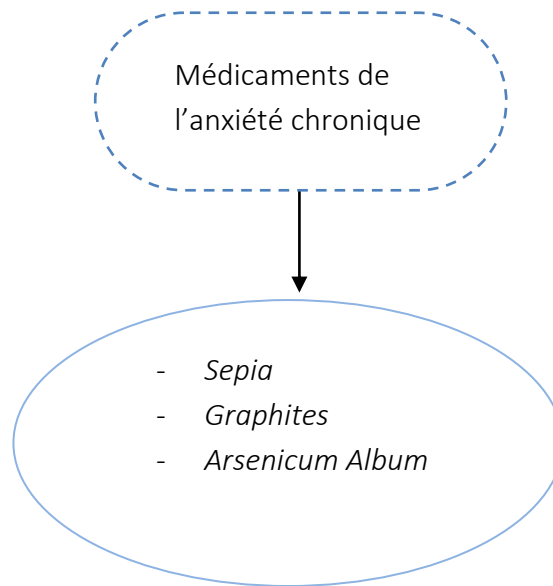 Médicaments de
l’anxiété chronique
- Sepia
- Graphites
- Arsenicum Album